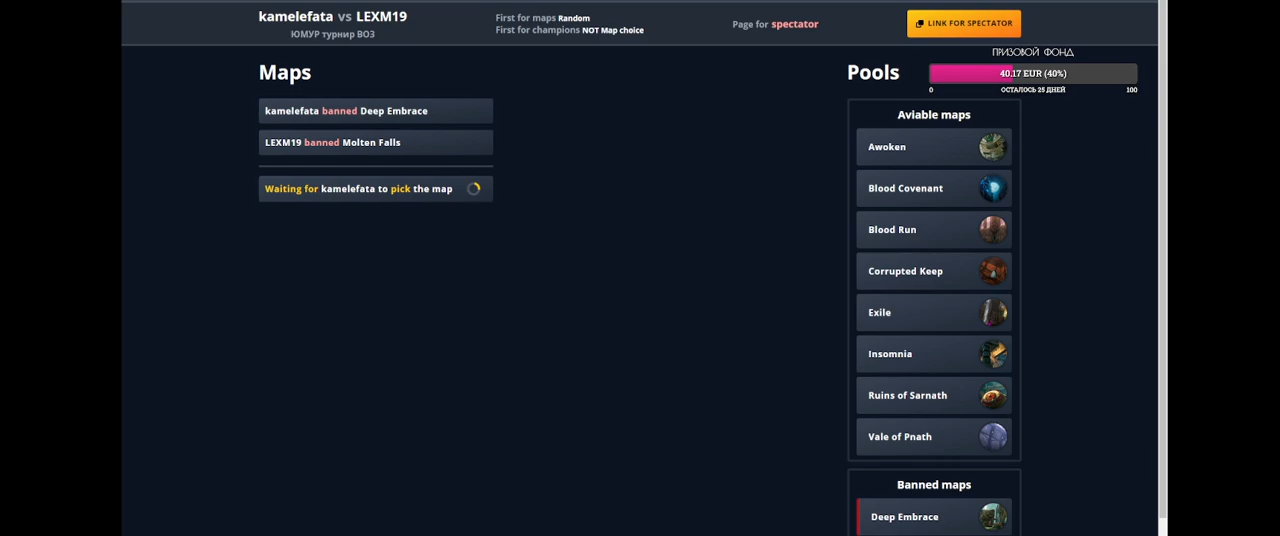 kamelefata vs LEXM19
ЮМУР турнир BO3
First for maps Random
First for champions NOT Map choice
Page for spectator
LINK FOR SPECTATOR
ПРИЗОВОЙ ФОНД
40.17 EUR (40%)
0 ОСТАЛОСЬ 25 ДНЕЙ 100
Maps
kamelefata banned Deep Embrace
LEXM19 banned Molten Falls
Waiting for kamelefata to pick the map
Pools
Aviable maps
Awoken
Blood Covenant
Blood Run
Corrupted Keep
Exile
Insomnia
Ruins of Sarnath
Vale of Pnath
Banned maps
Deep Embrace